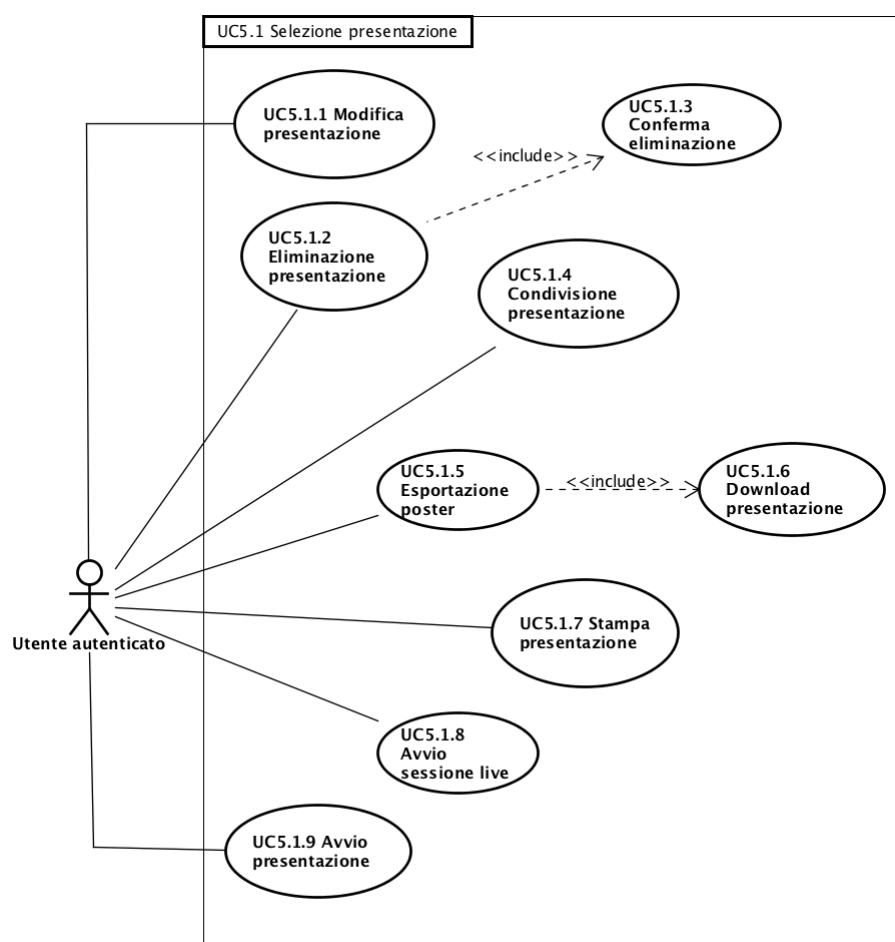 UC5.1 Selezione presentazione
UC5.1.1 Modifica
presentazione
UC5.1.3
Conferma
eliminazione
<<include>>
UC5.1.2
Eliminazione
presentazione
UC5.1.4
Condivisione
presentazione
UC5.1.5
Esportazione
poster
<<include>>
UC5.1.6
Download
presentazione
UC5.1.7 Stampa
presentazione
Utente autenticato
UC5.1.8
Avvio
sessione live
UC5.1.9 Avvio
presentazione